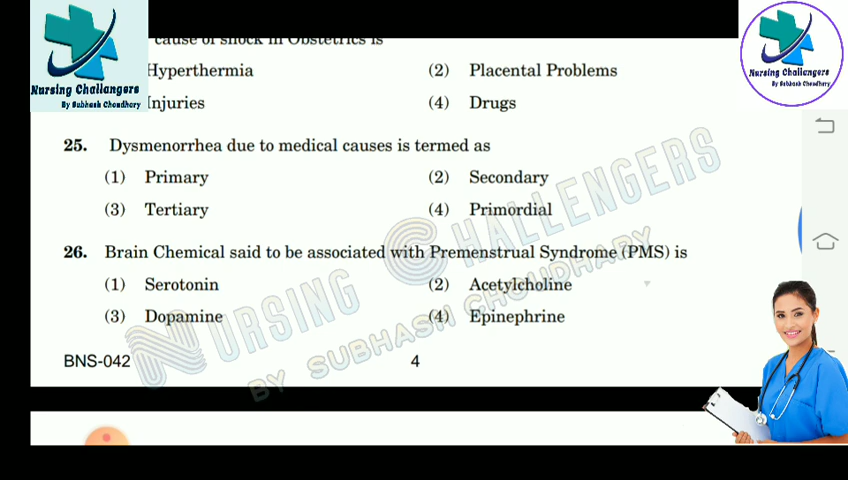 cause of shock in Obstetrics is
Hyperthermia (2) Placental Problems
Injuries (4) Drugs
25. Dysmenorrhea due to medical causes is termed as
(1) Primary (2) Secondary
(3) Tertiary (4) Primordial
26. Brain Chemical said to be associated with Premenstrual Syndrome (PMS) is
(1) Serotonin (2) Acetylcholine
(3) Dopamine (4) Epinephrine
BNS-042 4
Nursing Challangers
By Subhash Choudhary
Nursing Challangers
By Subhash Choudhary
NURSING CHALLENGERS
BY SUBHASH CHOUDHARY